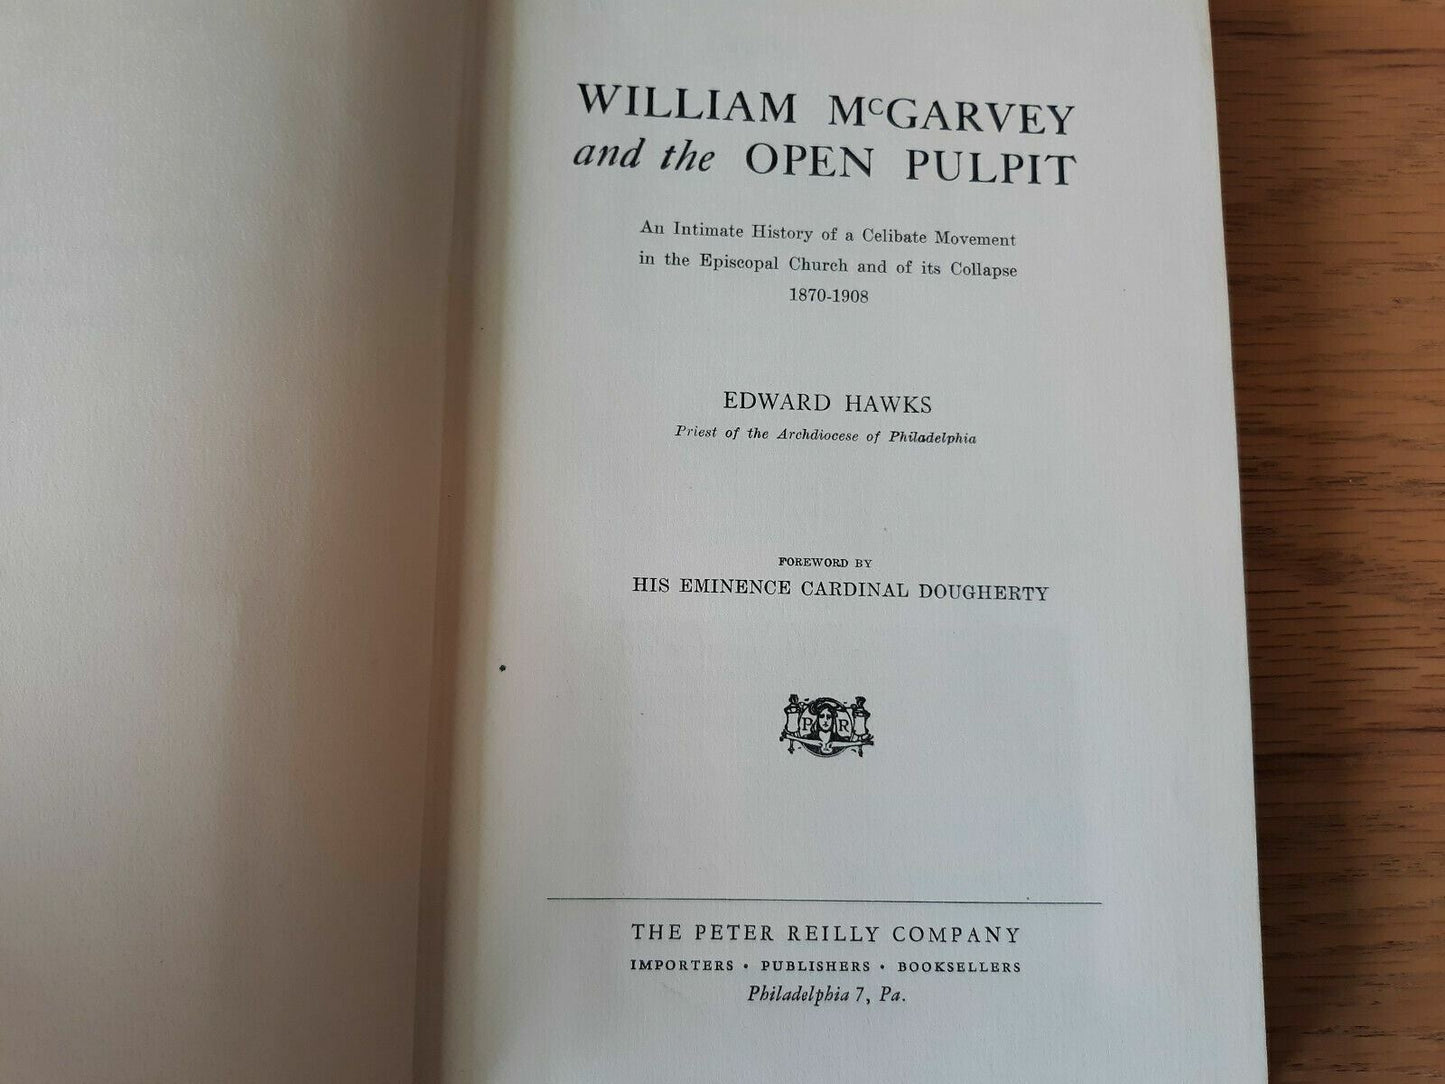 WILLIAM McGARVEY
and the OPEN PULPIT
An Intimate History of a Celibate Movement
in the Episcopal Church and of its Collapse
1870-1908
EDWARD HAWKS
Priest of the Archdiocese of Philadelphia
FOREWORD BY
HIS EMINENCE CARDINAL DOUGHERTY
P R
THE PETER REILLY COMPANY
IMPORTERS • PUBLISHERS • BOOKSELLERS
Philadelphia 7, Pa.